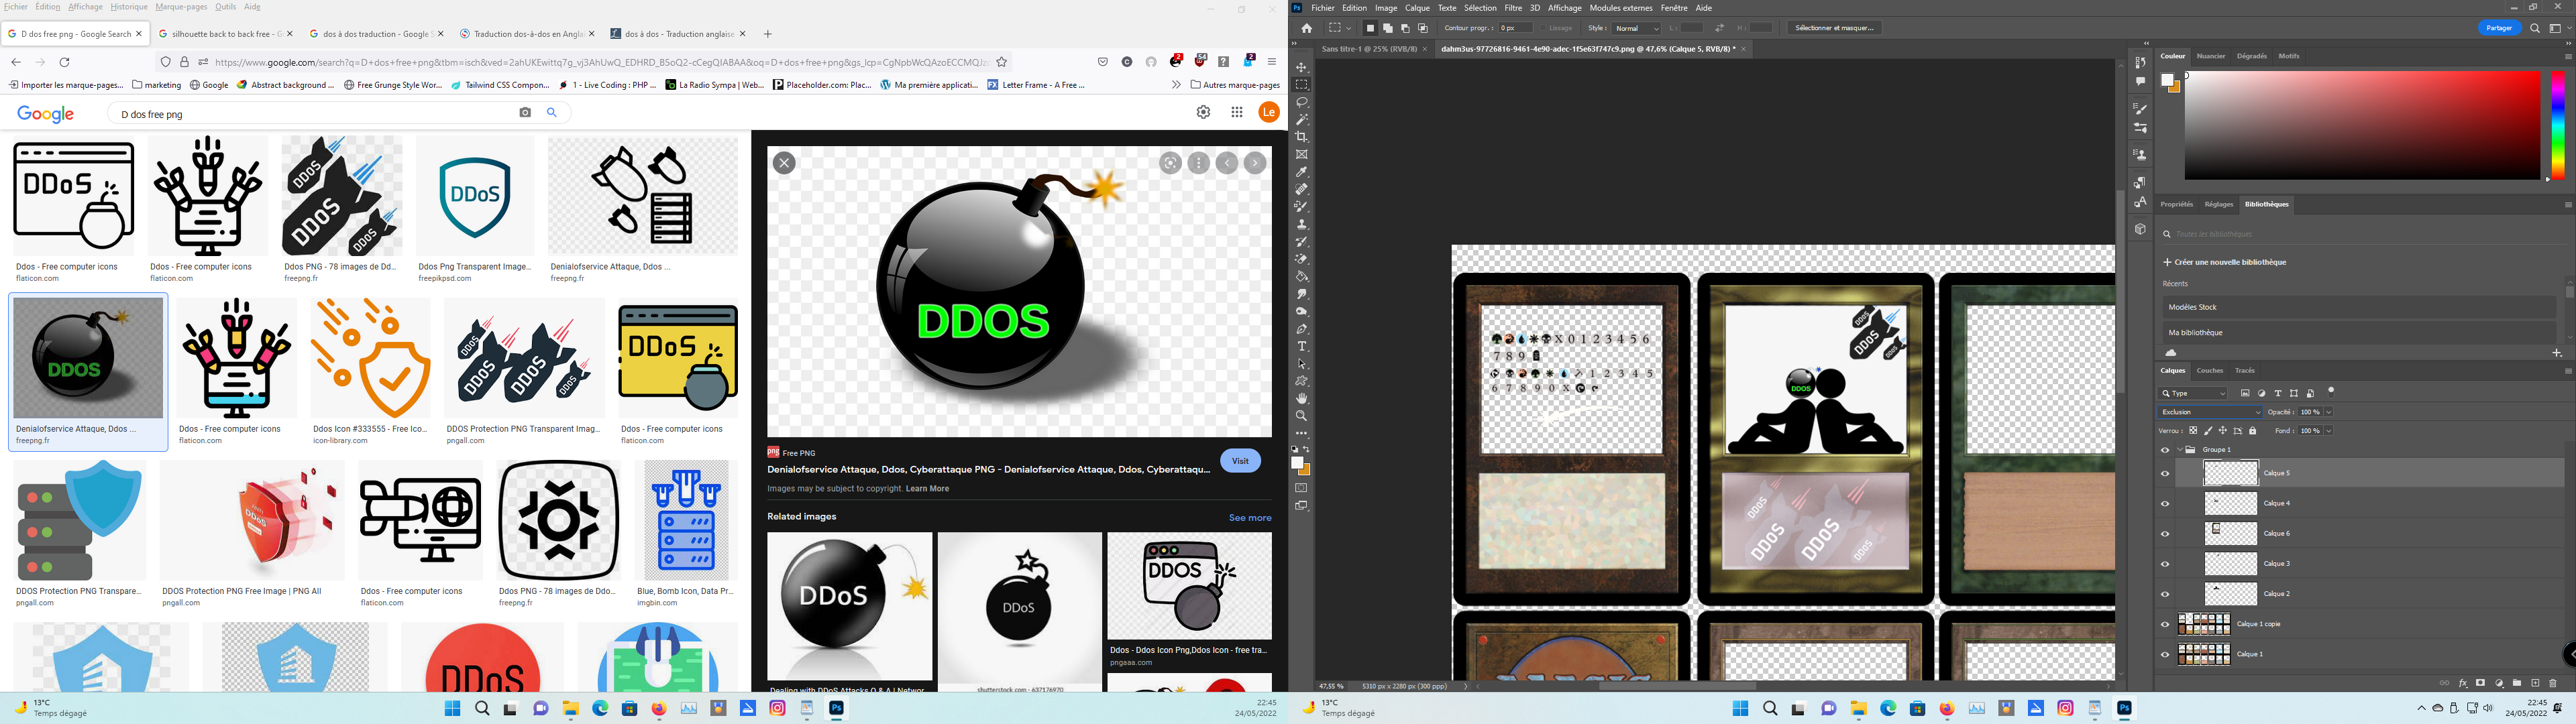 Fichier Édition Affichage Historique Marque-pages Outils Aide
D dos free png - Google Search
silhouette back to back free - G
dos à dos traduction - Google S
Traduction dos-à-dos en Anglai
dos à dos - Traduction anglaise
https://www.google.com/search?q=D+dos+free+png&tbm=isch&ved=2ahUKEwittq7g_vj3AhUwQ_EDHRD_B5oQ2-cCegQIABAA&oq=D+dos+free+png&gs_lcp=CgNpbWcQAzoECCMQJz
Importer les marque-pages...
marketing
Google
Abstract background ...
Free Grunge Style Wor...
Tailwind CSS Compon...
1 - Live Coding : PHP ...
La Radio Sympa | Web...
Placeholder.com: Plac...
Ma première applicati...
Letter Frame - A Free ...
Autres marque-pages
Google
D dos free png
Le
Ddos - Free computer icons
flaticon.com
Ddos - Free computer icons
flaticon.com
Ddos PNG - 78 images de Dd...
freepng.fr
Ddos Png Transparent Image...
freepikpsd.com
Denialofservice Attaque, Ddos ...
freepng.fr
Denialofservice Attaque, Ddos ...
freepng.fr
Ddos - Free computer icons
flaticon.com
Ddos Icon #333555 - Free Ico...
icon-library.com
DDOS Protection PNG Transparent Imag...
pngall.com
Ddos - Free computer icons
flaticon.com
DDOS Protection PNG Transpare...
pngall.com
DDOS Protection PNG Free Image | PNG All
pngall.com
Ddos - Free computer icons
flaticon.com
Ddos PNG - 78 images de Ddo...
freepng.fr
Blue, Bomb Icon, Data Pr...
imgbin.com
DDOS
Free PNG
Denialofservice Attaque, Ddos, Cyberattaque PNG - Denialofservice Attaque, Ddos, Cyberattaqu...
Visit
Images may be subject to copyright. Learn More
Related images
See more
DDoS
DDoS
DDOS
Ddos - Ddos Icon Png,Ddos Icon - free tra...
pngaaa.com
Dealing with DDoS Attacks Q & A | Networ
shutterstock.com · 637176970
13°C
Temps dégagé
22:45
24/05/2022
Fichier Edition Image Calque Texte Sélection Filtre 3D Affichage Modules externes Fenêtre Aide
Contour progr. : 0 px
Lissage
Style : Normal
Sélectionner et masquer...
Partager
Sans titre-1 @ 25% (RVB/8)
dahm3us-97726816-9461-4e90-adec-1f5e63f747c9.png @ 47,6% (Calque 5, RVB/8) *
X 0 1 2 3 4 5 6
7 8 9
1 2 3 4 5
6 7 8 9 0 X
DDOS
Couleur Nuancier Dégradés Motifs
Propriétés Réglages Bibliothèques
Toutes les bibliothèques
Créer une nouvelle bibliothèque
Récents
Modèles Stock
Ma bibliothèque
Calques Couches Tracés
Type
Exclusion
Opacité : 100 %
Verrou :
Fond : 100 %
Groupe 1
Calque 5
Calque 4
Calque 6
Calque 3
Calque 2
Calque 1 copie
Calque 1
47,55 %
5310 px x 2280 px (300 ppp)
13°C
Temps dégagé
22:45
24/05/2022